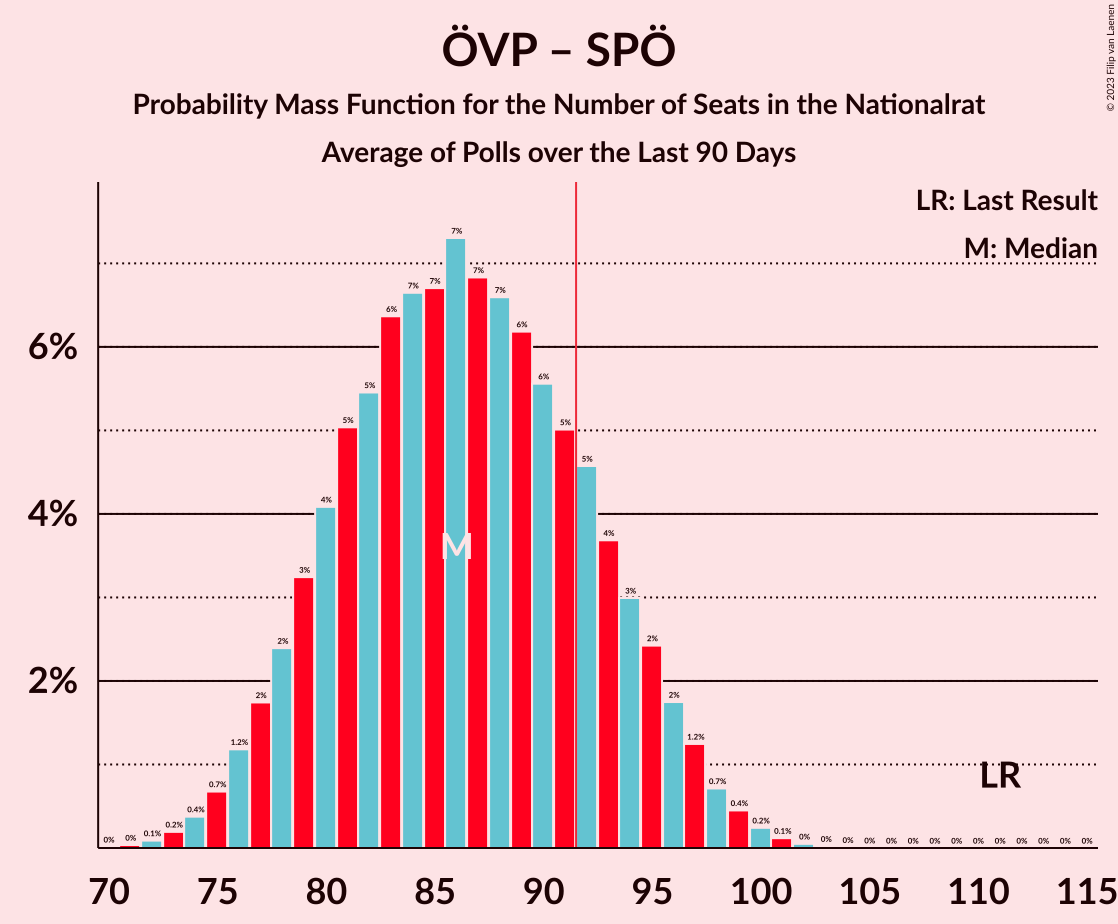 ÖVP – SPÖ
Probability Mass Function for the Number of Seats in the Nationalrat
Average of Polls over the Last 90 Days
© 2023 Filip van Laenen
LR: Last Result
M: Median
6%
4%
2%
0% 0% 0.1% 0.2% 0.4% 0.7% 1.2% 2% 2% 3% 4% 5% 5% 6% 7% 7% 7% 7% 7% 6% 6% 5% 5% 4% 3% 2% 2% 1.2% 0.7% 0.4% 0.2% 0.1% 0% 0% 0% 0% 0% 0% 0% 0% 0% 0% 0% 0% 0% 0%
M
LR
70 75 80 85 90 95 100 105 110 115